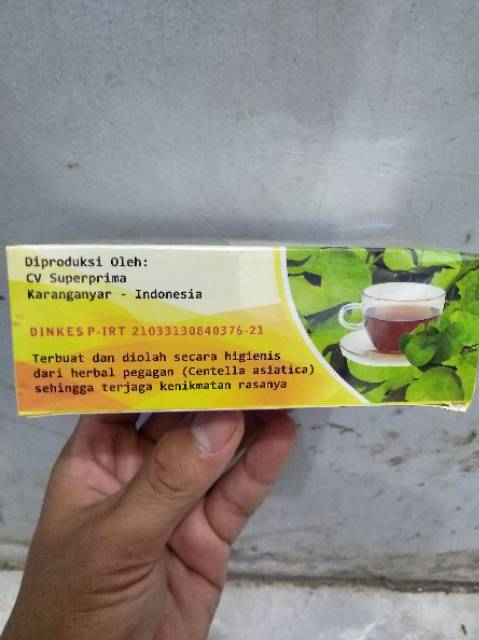 Diproduksi Oleh:
CV Superprima
Karanganyar - Indonesia
DINKES P-IRT 21033130840376-21
Terbuat dan diolah secara higienis
dari herbal pegagan (Centella asiatica)
sehingga terjaga kenikmatan rasanya